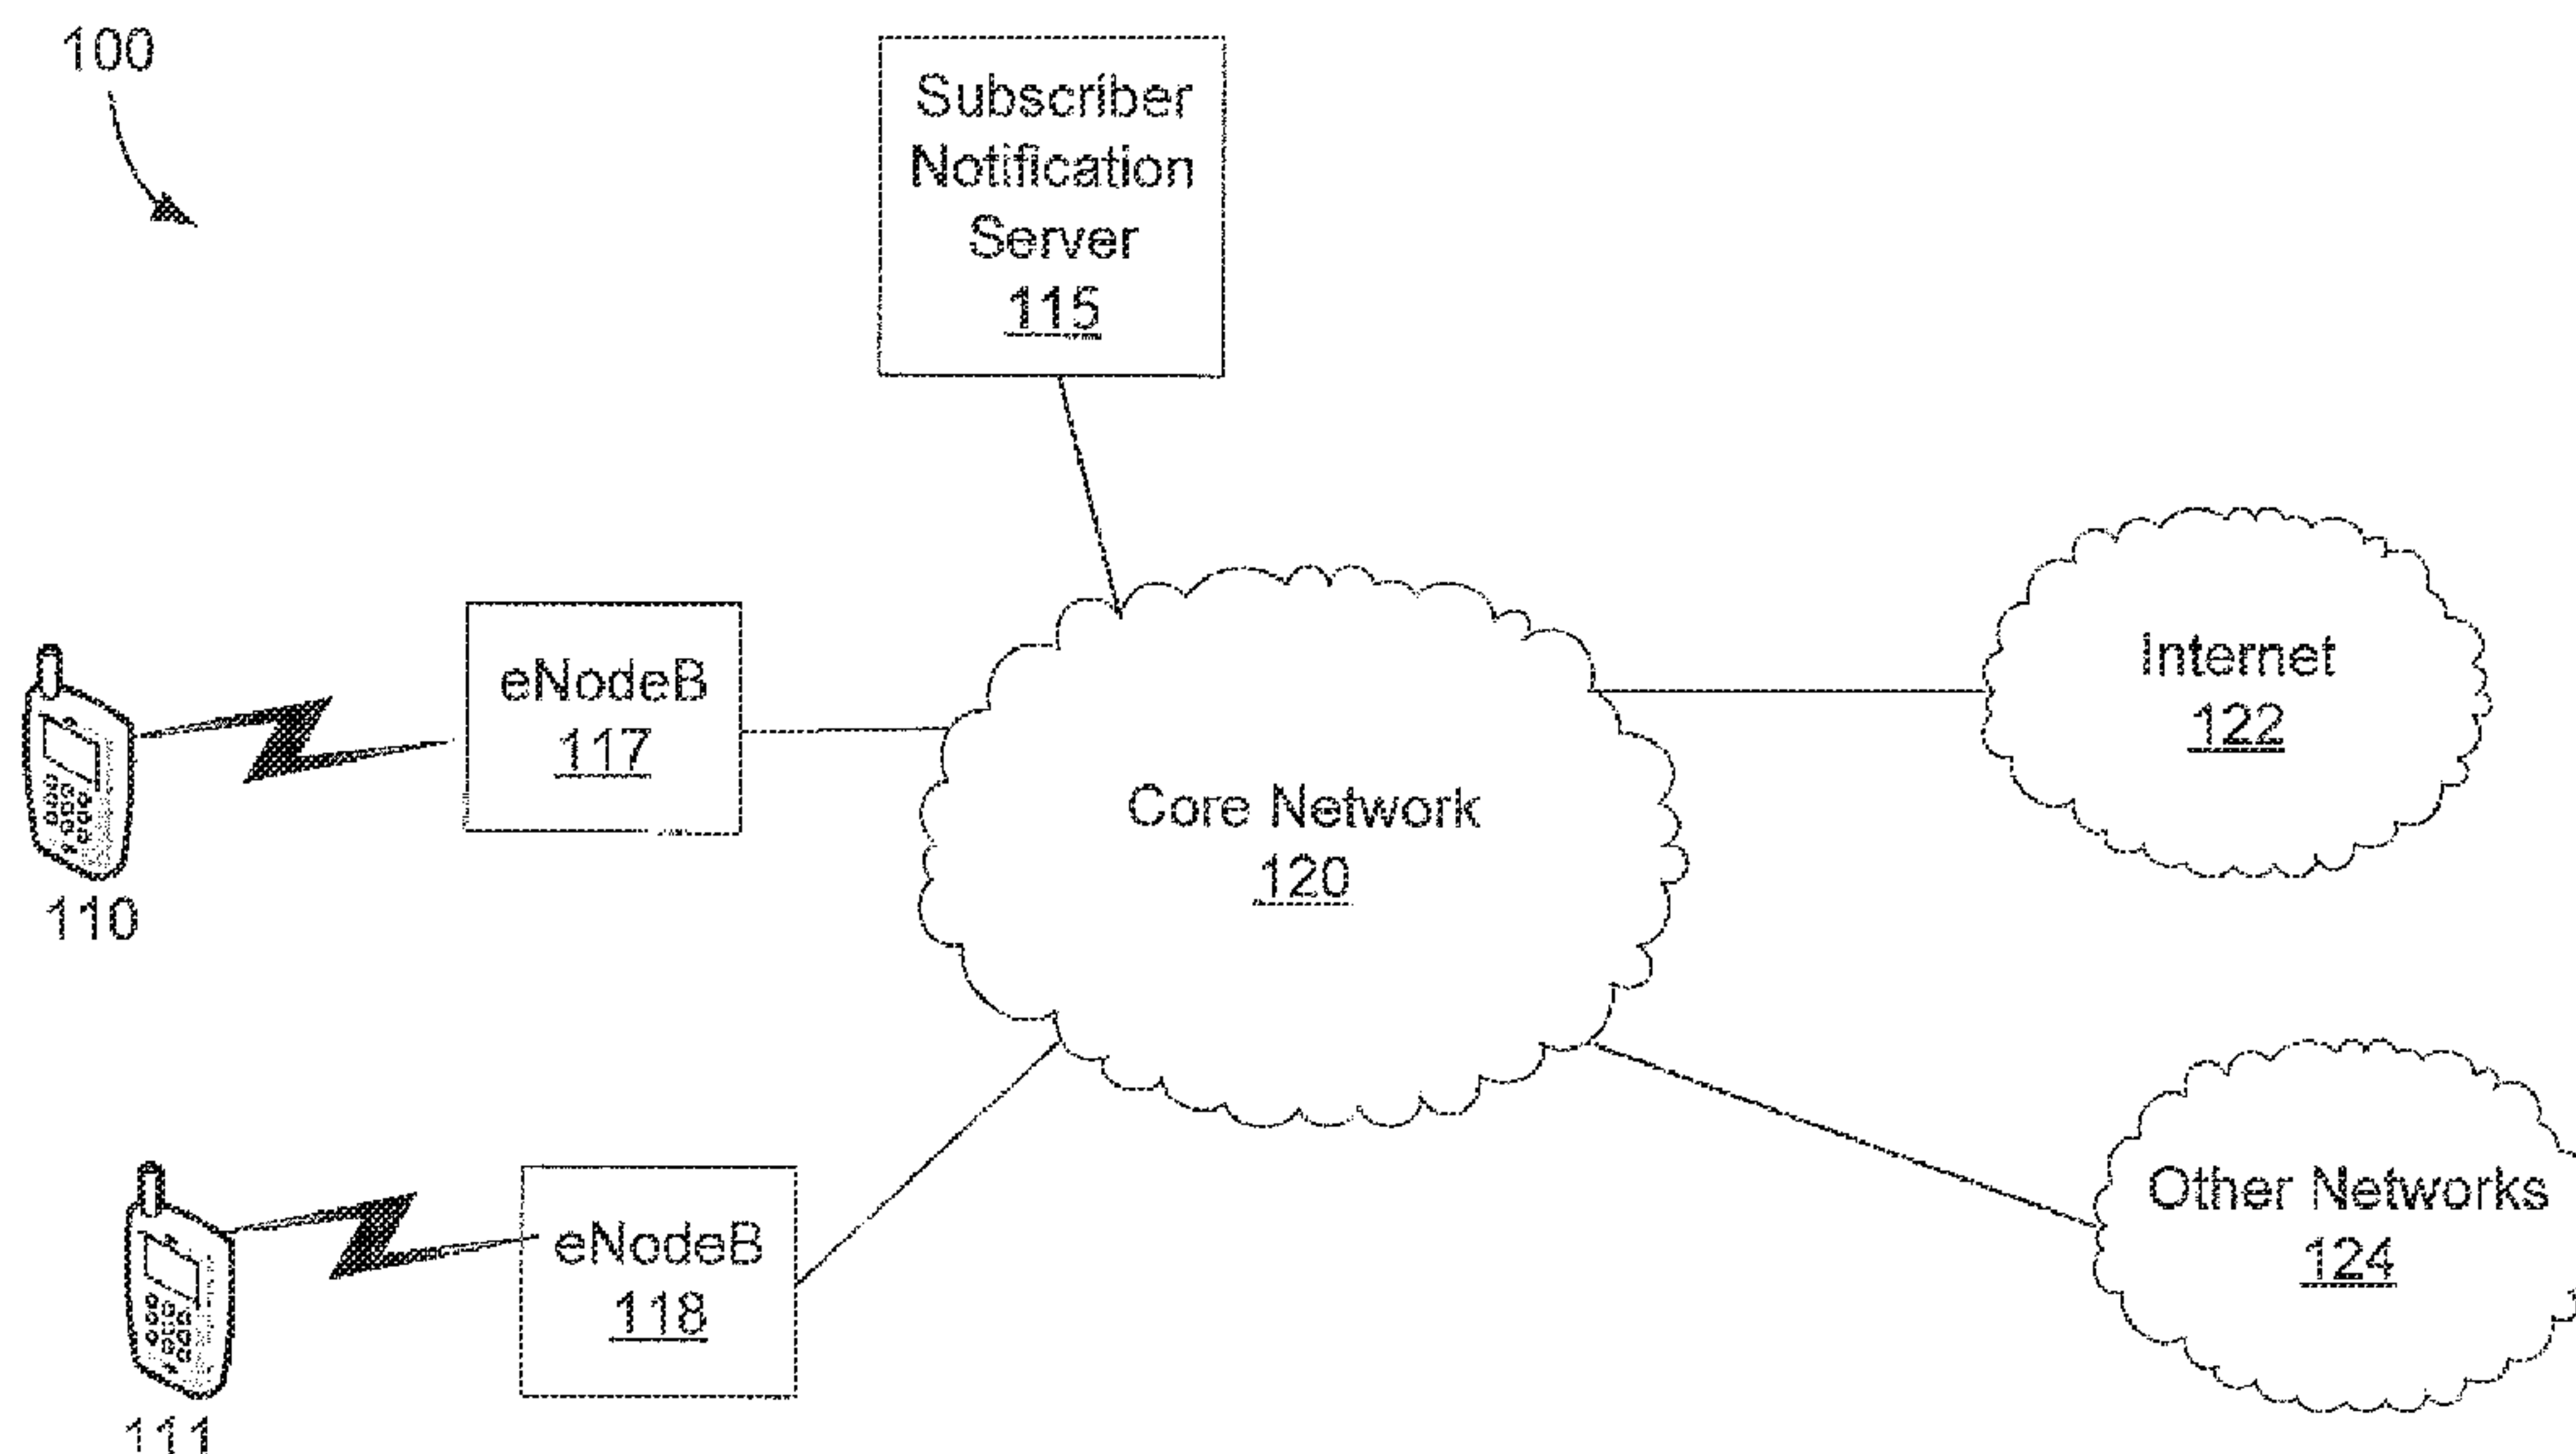 100
Subscriber
Notification
Server
115
eNodeB
117
110
Core Network
120
Internet
122
Other Networks
124
eNodeB
118
111